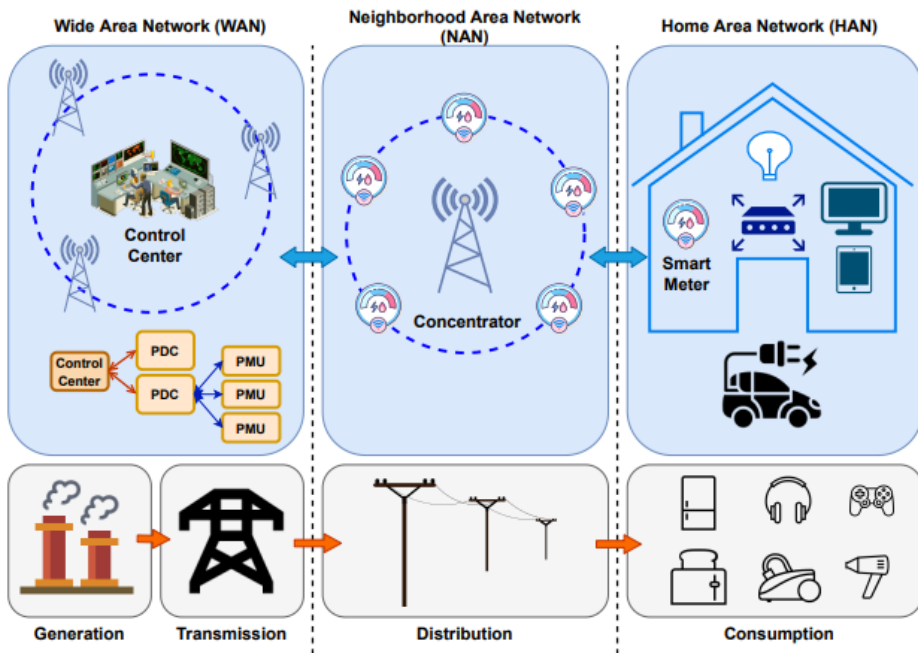 Wide Area Network (WAN)
Neighborhood Area Network
(NAN)
Home Area Network (HAN)
Control
Center
Concentrator
Smart
Meter
Control
Center
PDC
PDC
PMU
PMU
PMU
Generation
Transmission
Distribution
Consumption